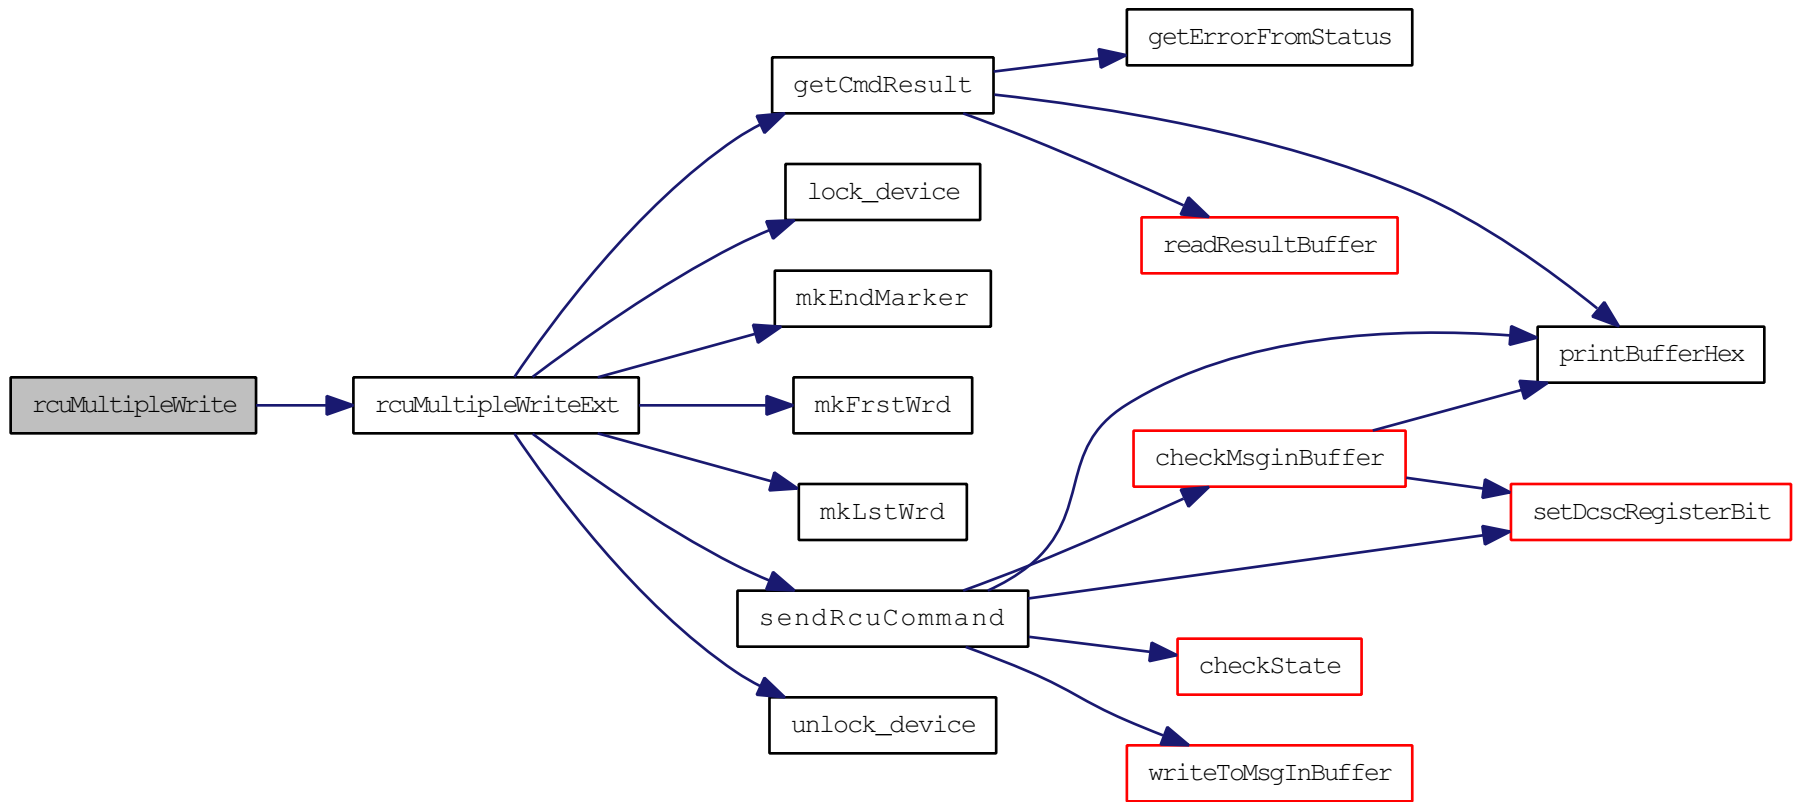 getErrorFromStatus
getCmdResult
lock_device
readResultBuffer
mkEndMarker
printBufferHex
rcuMultipleWrite
rcuMultipleWriteExt
mkFrstWrd
checkMsginBuffer
mkLstWrd
setDcscRegisterBit
sendRcuCommand
checkState
unlock_device
writeToMsgInBuffer